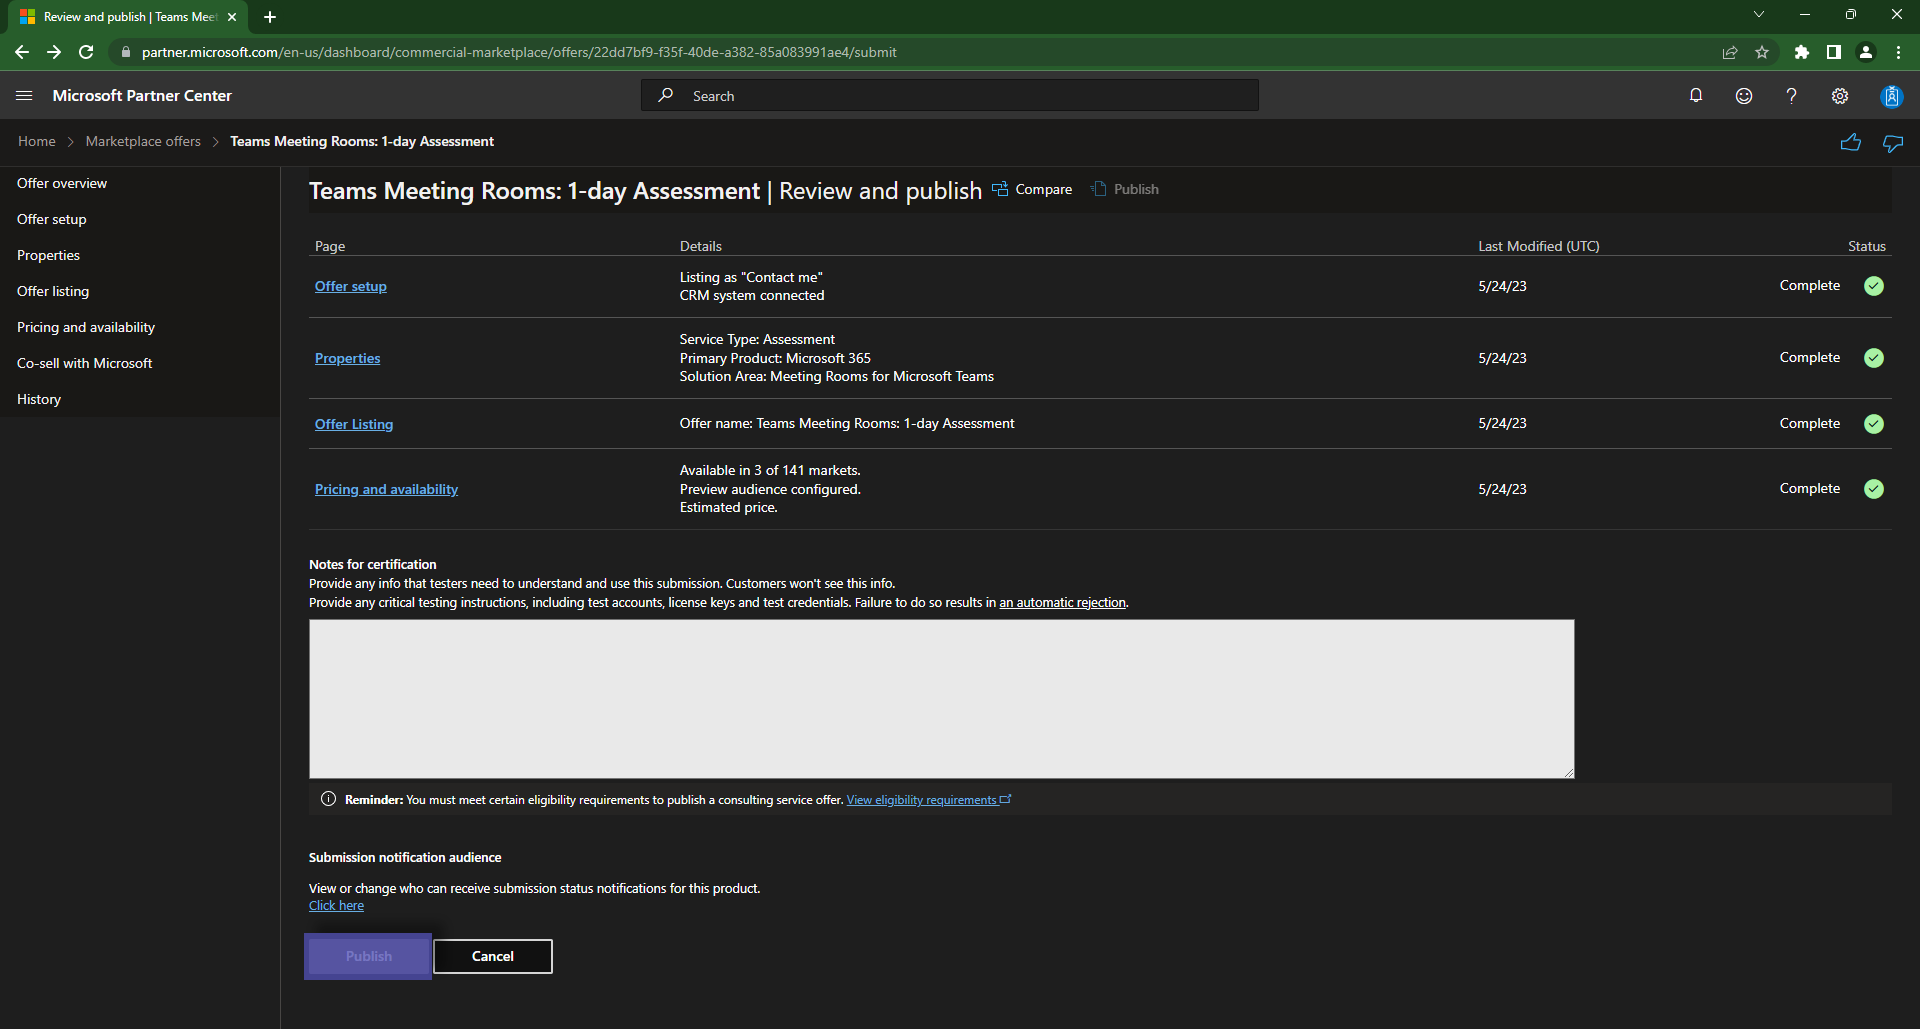 Review and publish | Teams Meet
partner.microsoft.com/en-us/dashboard/commercial-marketplace/offers/22dd7bf9-f35f-40de-a382-85a083991ae4/submit
Microsoft Partner Center
Search
Home > Marketplace offers > Teams Meeting Rooms: 1-day Assessment
Offer overview
Offer setup
Properties
Offer listing
Pricing and availability
Co-sell with Microsoft
History
Teams Meeting Rooms: 1-day Assessment | Review and publish Compare Publish
Page Details Last Modified (UTC) Status
Offer setup
Listing as "Contact me"
CRM system connected
5/24/23 Complete
Properties
Service Type: Assessment
Primary Product: Microsoft 365
Solution Area: Meeting Rooms for Microsoft Teams
5/24/23 Complete
Offer Listing
Offer name: Teams Meeting Rooms: 1-day Assessment
5/24/23 Complete
Pricing and availability
Available in 3 of 141 markets.
Preview audience configured.
Estimated price.
5/24/23 Complete
Notes for certification
Provide any info that testers need to understand and use this submission. Customers won't see this info.
Provide any critical testing instructions, including test accounts, license keys and test credentials. Failure to do so results in an automatic rejection.
Reminder: You must meet certain eligibility requirements to publish a consulting service offer. View eligibility requirements
Submission notification audience
View or change who can receive submission status notifications for this product.
Click here
Publish Cancel